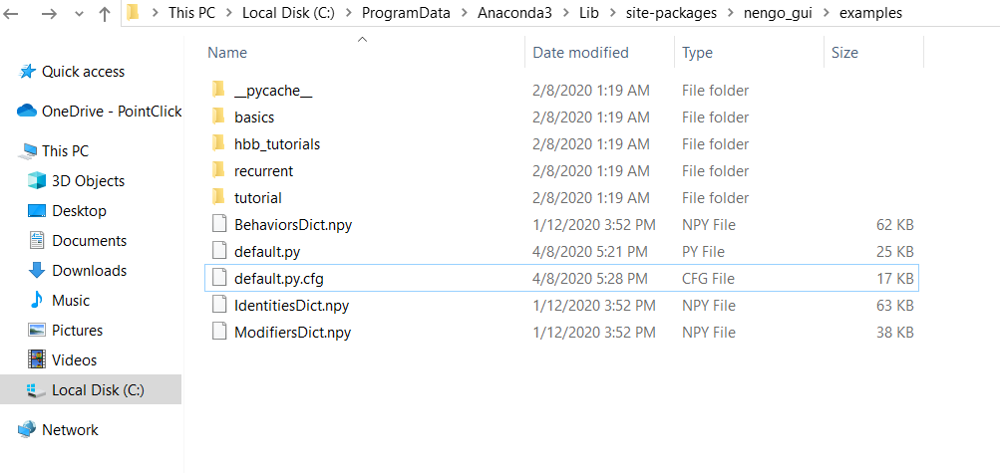 This PC > Local Disk (C:) > ProgramData > Anaconda3 > Lib > site-packages > nengo_gui > examples
Name Date modified Type Size
Quick access
OneDrive - PointClick
This PC
3D Objects
Desktop
Documents
Downloads
Music
Pictures
Videos
Local Disk (C:)
Network
__pycache__ 2/8/2020 1:19 AM File folder
basics 2/8/2020 1:19 AM File folder
hbb_tutorials 2/8/2020 1:19 AM File folder
recurrent 2/8/2020 1:19 AM File folder
tutorial 2/8/2020 1:19 AM File folder
BehaviorsDict.npy 1/12/2020 3:52 PM NPY File 62 KB
default.py 4/8/2020 5:21 PM PY File 25 KB
default.py.cfg 4/8/2020 5:28 PM CFG File 17 KB
IdentitiesDict.npy 1/12/2020 3:52 PM NPY File 63 KB
ModifiersDict.npy 1/12/2020 3:52 PM NPY File 38 KB